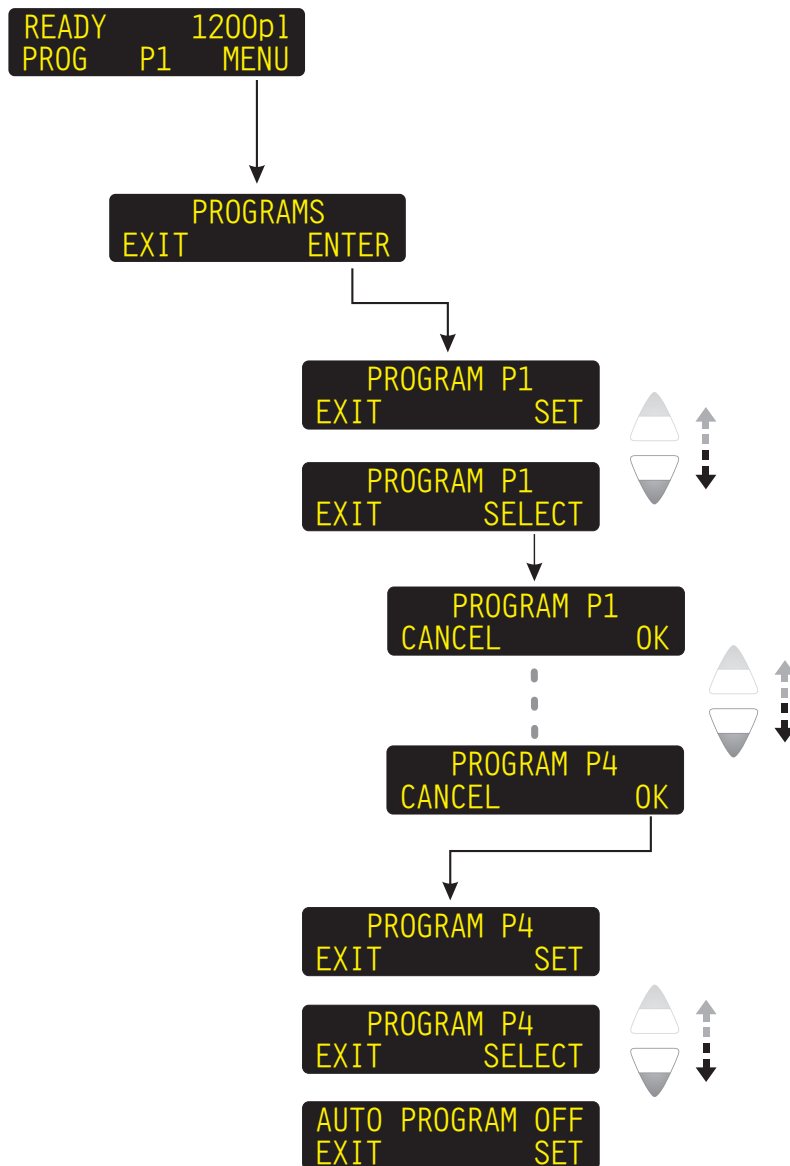 READY 1200pl
PROG P1 MENU
PROGRAMS
EXIT ENTER
PROGRAM P1
EXIT SET
PROGRAM P1
EXIT SELECT
PROGRAM P1
CANCEL OK
PROGRAM P4
CANCEL OK
PROGRAM P4
EXIT SET
PROGRAM P4
EXIT SELECT
AUTO PROGRAM OFF
EXIT SET